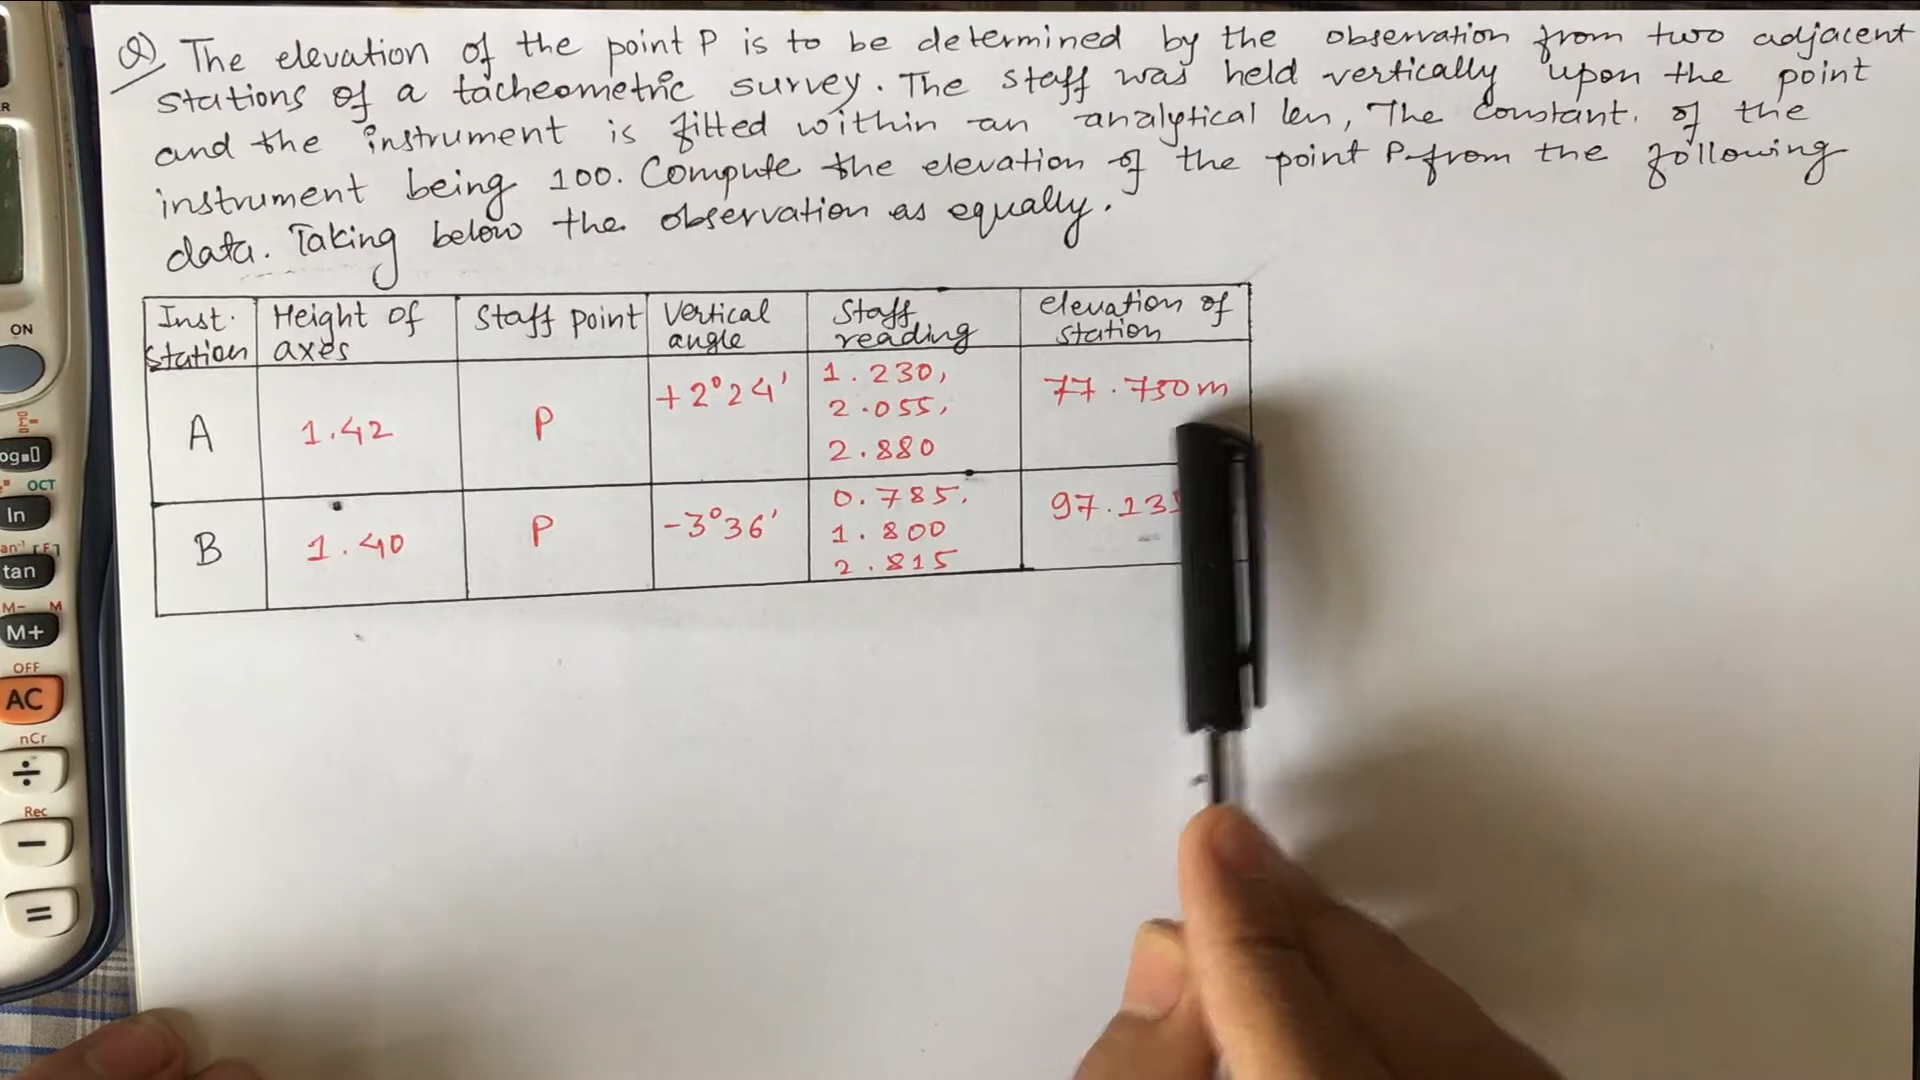 Q) The elevation of the point P is to be determined by the observation from two adjacent
stations of a tacheometric survey. The staff was held vertically upon the point
and the instrument is fitted within an analytical len, The constant. of the
instrument being 100. Compute the elevation of the point P from the following
data. Taking below the observation as equally.
Inst. station Height of axes Staff point Vertical angle Staff reading elevation of station
A 1.42 P +2°24' 1.230, 77.750m
2.055,
2.880
B 1.40 P -3°36' 0.785.
1.800
2.815
ON
OCT
ln
tan
M- M
M+
OFF
AC
nCr
÷
Rec
−
=